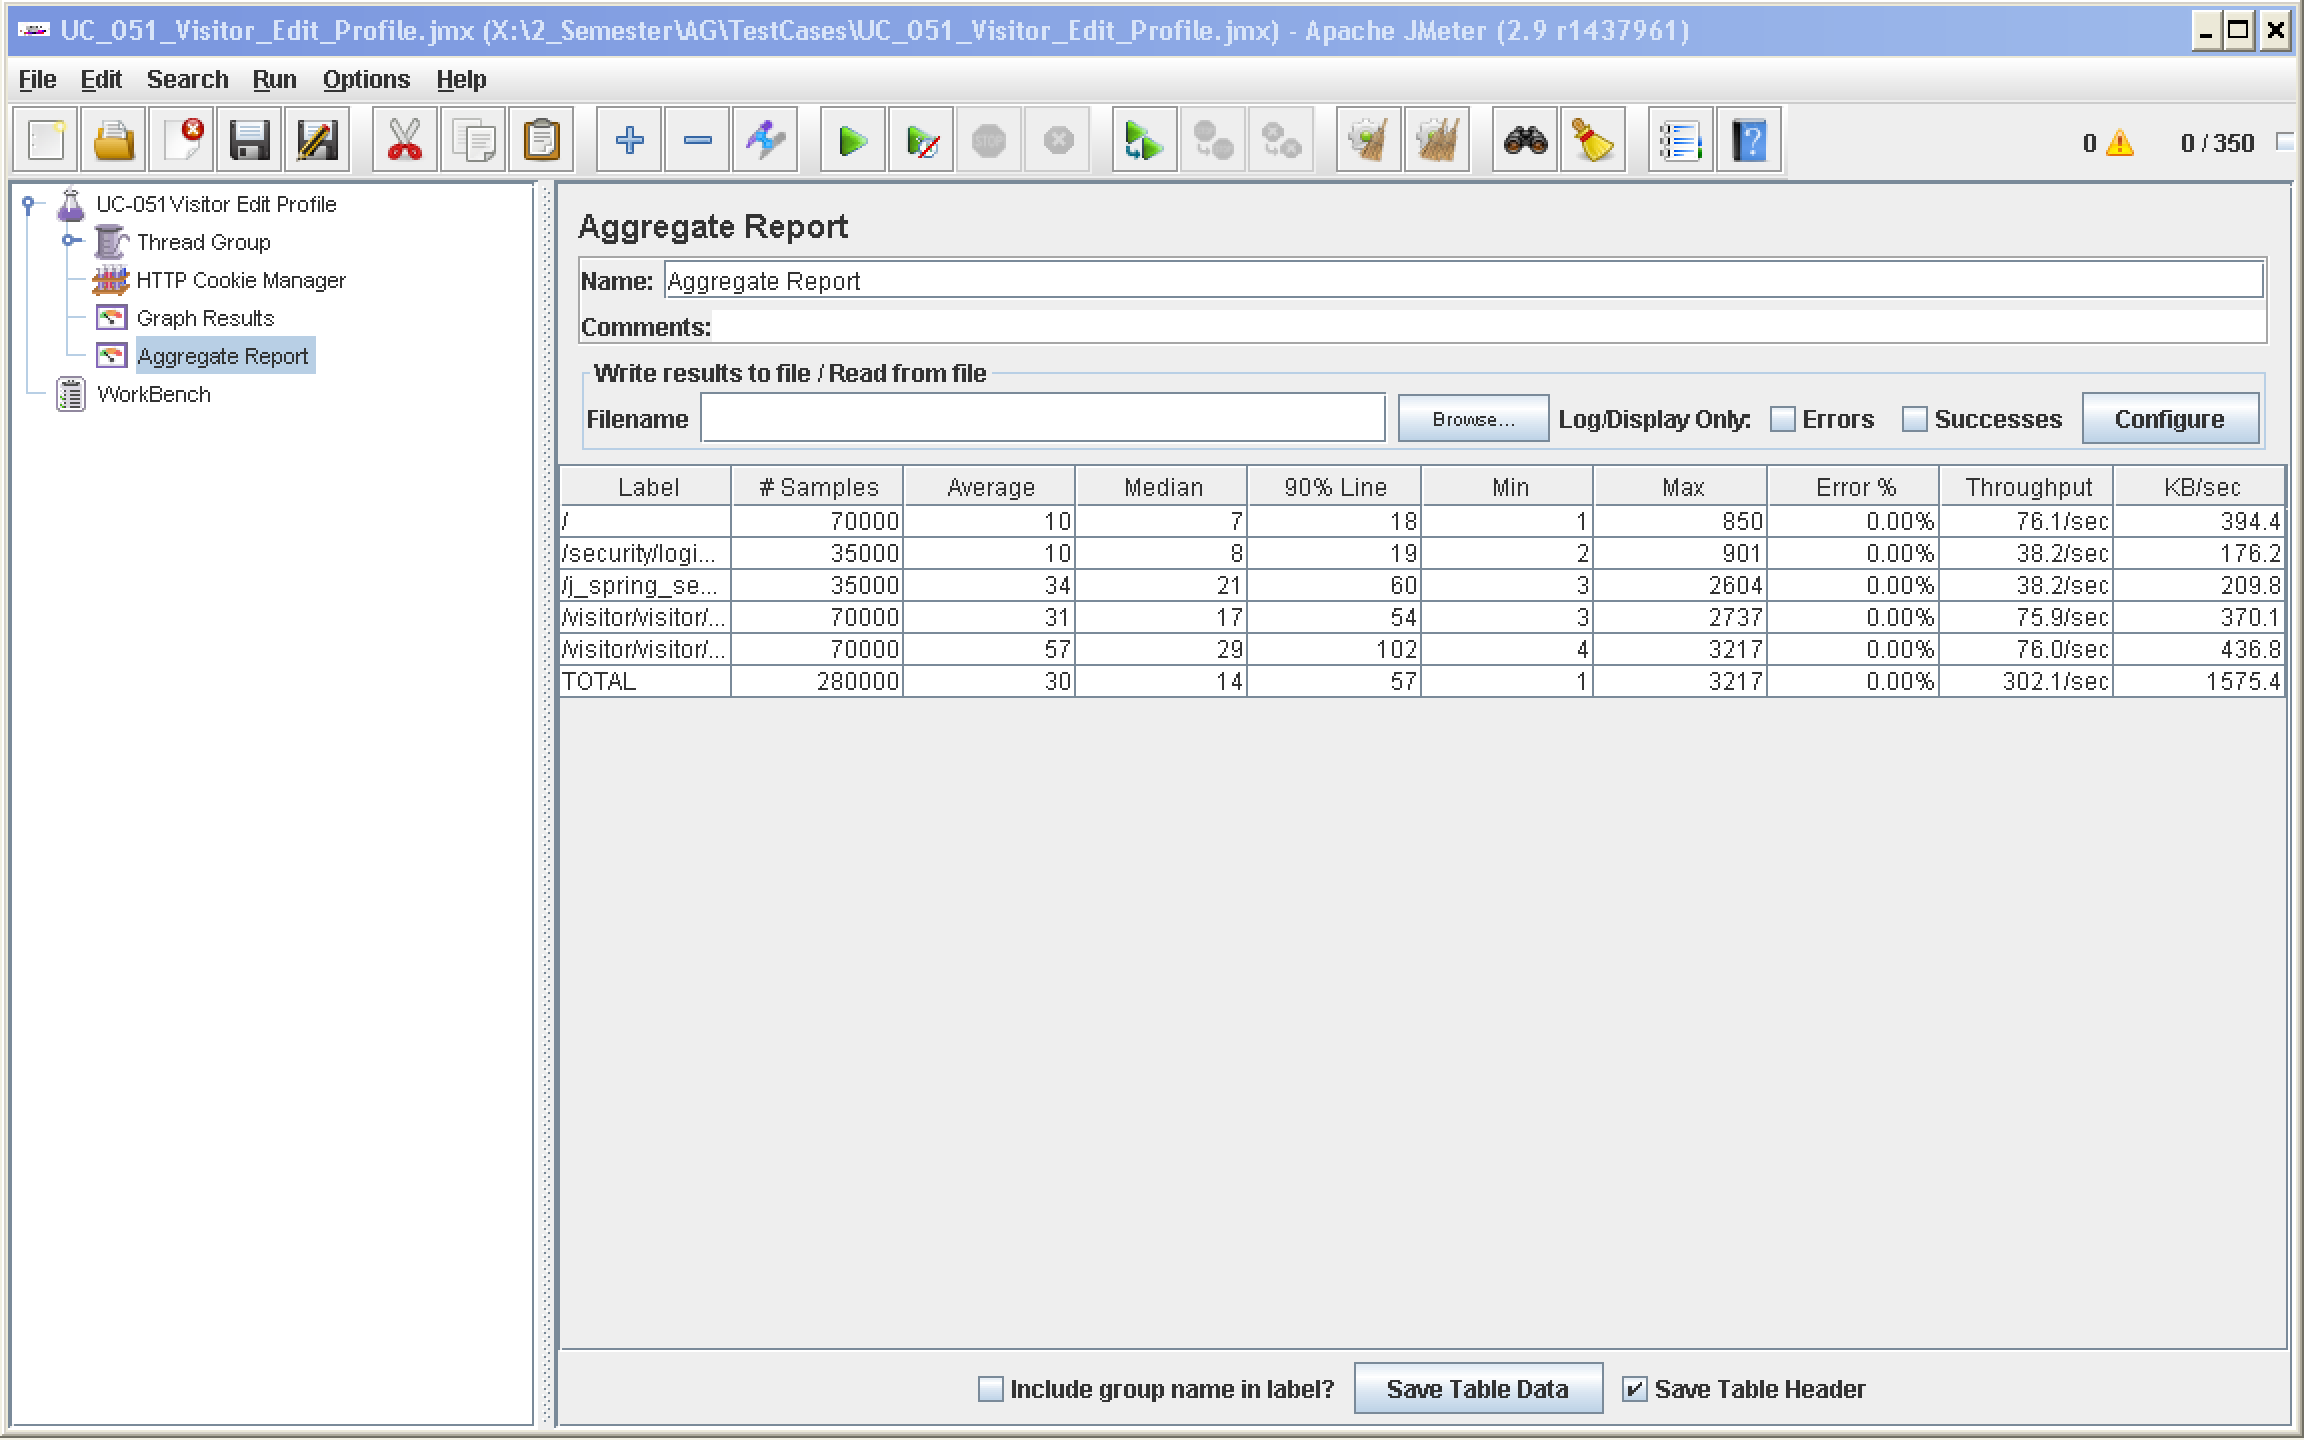 UC_051_Visitor_Edit_Profile.jmx (X:\2_Semester\AG\TestCases\UC_051_Visitor_Edit_Profile.jmx) - Apache JMeter (2.9 r1437961)
File Edit Search Run Options Help
STOP
0 0 / 350
UC-051 Visitor Edit Profile
Thread Group
HTTP Cookie Manager
Graph Results
Aggregate Report
WorkBench
Aggregate Report
Name: Aggregate Report
Comments:
Write results to file / Read from file
Filename Browse... Log/Display Only: Errors Successes Configure
Label # Samples Average Median 90% Line Min Max Error % Throughput KB/sec
/ 70000 10 7 18 1 850 0.00% 76.1/sec 394.4
/security/logi... 35000 10 8 19 2 901 0.00% 38.2/sec 176.2
/j_spring_se... 35000 34 21 60 3 2604 0.00% 38.2/sec 209.8
/visitor/visitor/... 70000 31 17 54 3 2737 0.00% 75.9/sec 370.1
/visitor/visitor/... 70000 57 29 102 4 3217 0.00% 76.0/sec 436.8
TOTAL 280000 30 14 57 1 3217 0.00% 302.1/sec 1575.4
Include group name in label? Save Table Data Save Table Header